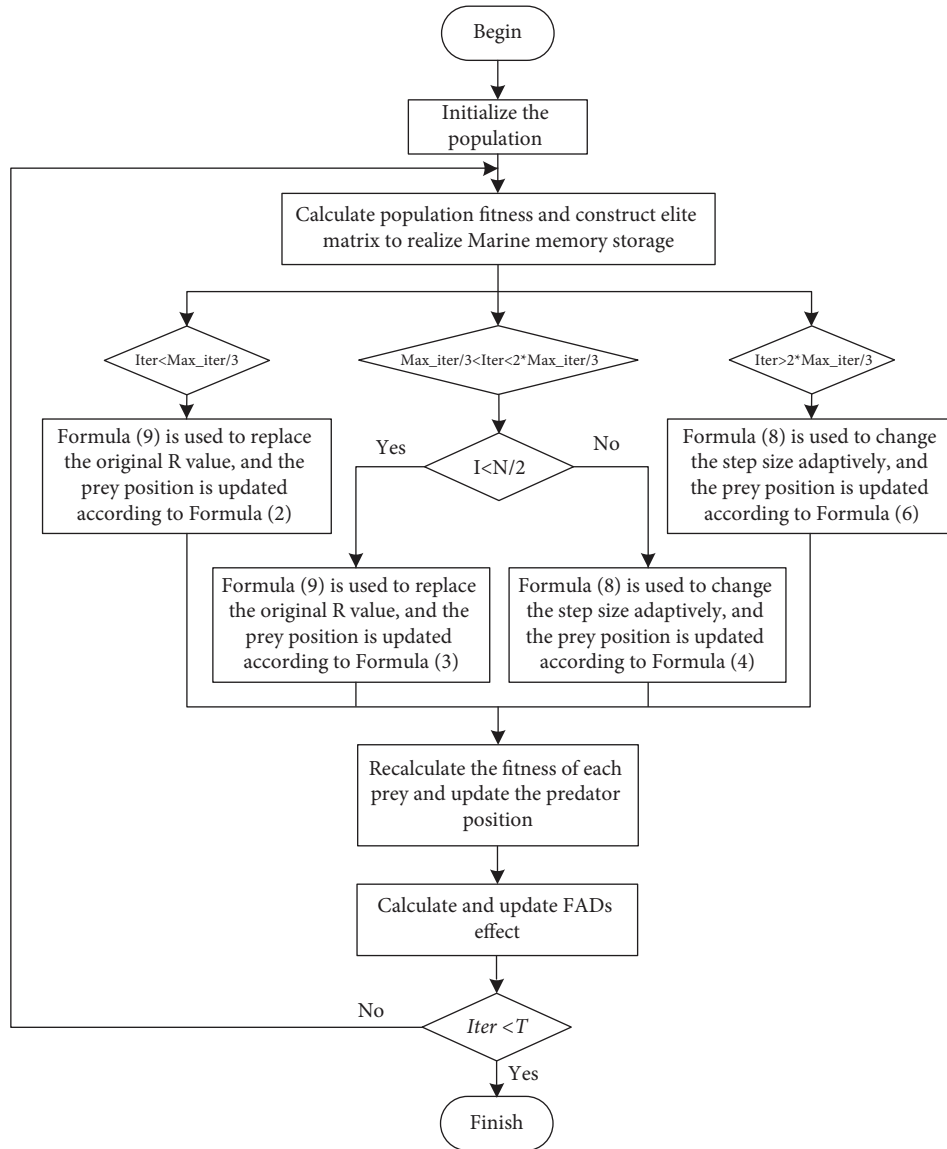 Begin
Initialize the
population
Calculate population fitness and construct elite
matrix to realize Marine memory storage
Iter<Max_iter/3
Max_iter/3<Iter<2*Max_iter/3
Iter>2*Max_iter/3
Formula (9) is used to replace
the original R value, and the
prey position is updated
according to Formula (2)
Yes
I<N/2
No
Formula (8) is used to change
the step size adaptively, and
the prey position is updated
according to Formula (6)
Formula (9) is used to replace
the original R value, and the
prey position is updated
according to Formula (3)
Formula (8) is used to change
the step size adaptively, and
the prey position is updated
according to Formula (4)
Recalculate the fitness of each
prey and update the predator
position
Calculate and update FADs
effect
No
Iter <T
Yes
Finish